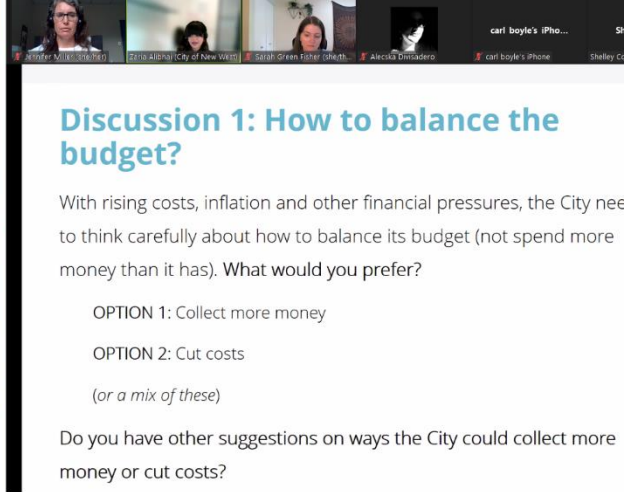 Jennifer Miller (she/her)
Zaria Alibhai (City of New West)
Sarah Green Fisher (she/th...
Alecska Divisadero
carl boyle's iPho...
carl boyle's iPhone
Sh
Shelley Co
Discussion 1: How to balance the
budget?
With rising costs, inflation and other financial pressures, the City nee
to think carefully about how to balance its budget (not spend more
money than it has). What would you prefer?
OPTION 1: Collect more money
OPTION 2: Cut costs
(or a mix of these)
Do you have other suggestions on ways the City could collect more
money or cut costs?